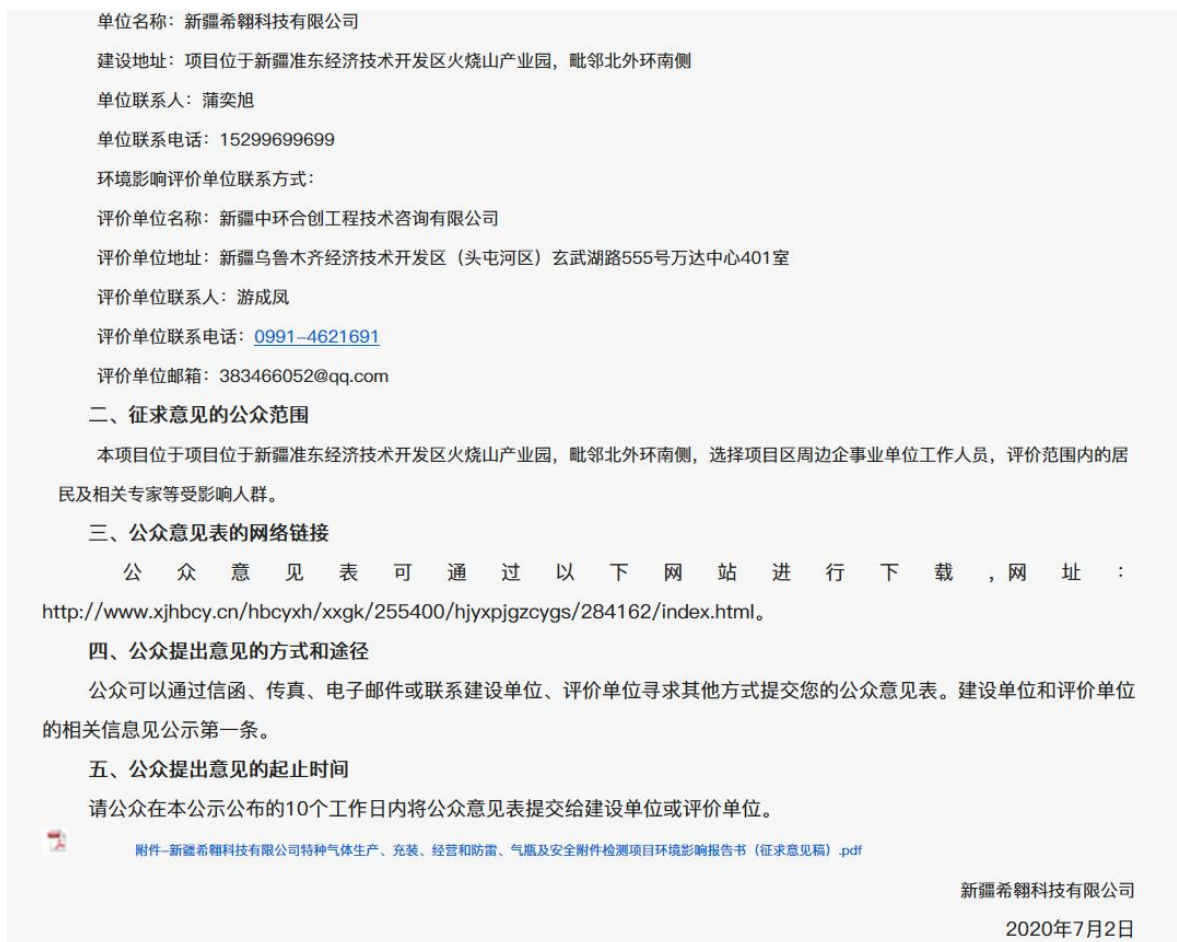 单位名称：新疆希翱科技有限公司
建设地址：项目位于新疆准东经济技术开发区火烧山产业园，毗邻北外环南侧
单位联系人：蒲奕旭
单位联系电话：15299699699
环境影响评价单位联系方式：
评价单位名称：新疆中环合创工程技术咨询有限公司
评价单位地址：新疆乌鲁木齐经济技术开发区（头屯河区）玄武湖路555号万达中心401室
评价单位联系人：游成凤
评价单位联系电话：0991-4621691
评价单位邮箱：383466052@qq.com
二、征求意见的公众范围
本项目位于项目位于新疆准东经济技术开发区火烧山产业园，毗邻北外环南侧，选择项目区周边企事业单位工作人员，评价范围内的居
民及相关专家等受影响人群。
三、公众意见表的网络链接
公众意见表可通过以下网站进行下载,网址：
http://www.xjhbcy.cn/hbcyxh/xxgk/255400/hjyxpjgzcygs/284162/index.html。
四、公众提出意见的方式和途径
公众可以通过信函、传真、电子邮件或联系建设单位、评价单位寻求其他方式提交您的公众意见表。建设单位和评价单位
的相关信息见公示第一条。
五、公众提出意见的起止时间
请公众在本公示公布的10个工作日内将公众意见表提交给建设单位或评价单位。
附件-新疆希翱科技有限公司特种气体生产、充装、经营和防雷、气瓶及安全附件检测项目环境影响报告书（征求意见稿）.pdf
新疆希翱科技有限公司
2020年7月2日